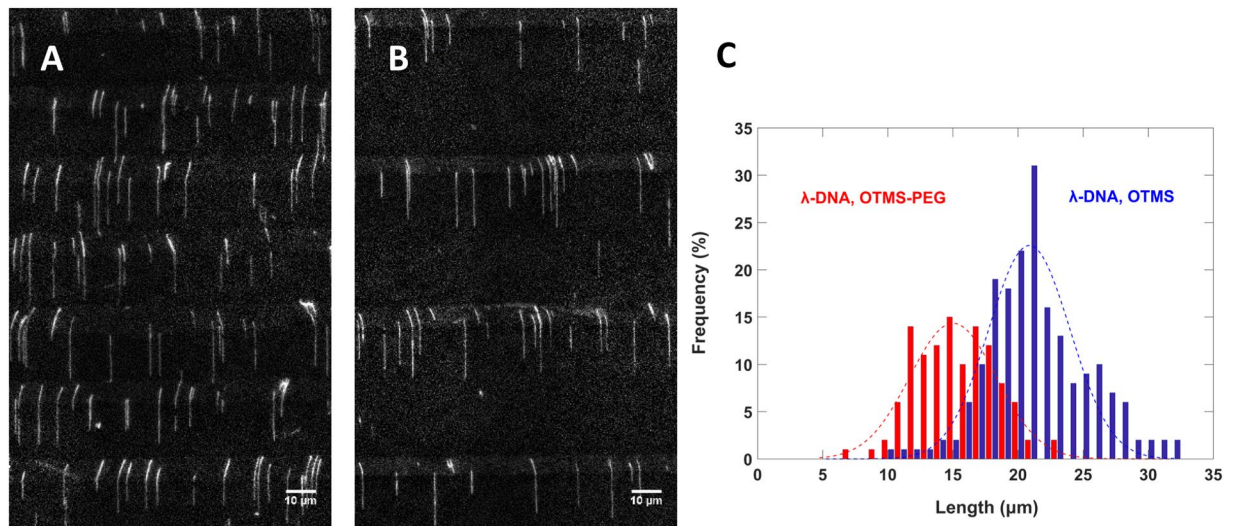 A
B
C
10 µm
10 µm
35
30
25
20
15
10
5
0
Frequency (%)
λ-DNA, OTMS-PEG
λ-DNA, OTMS
0 5 10 15 20 25 30 35
Length (µm)